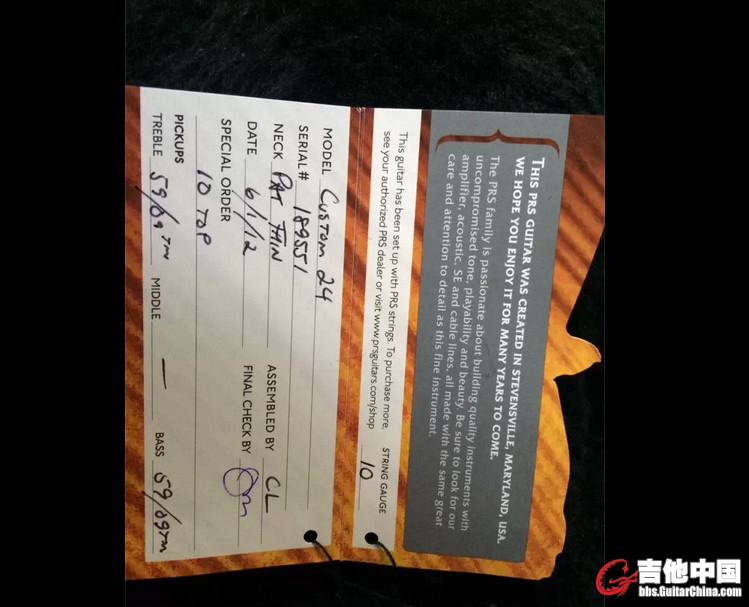 THIS PRS GUITAR WAS CREATED IN STEVENSVILLE, MARYLAND, USA.
WE HOPE YOU ENJOY IT FOR MANY YEARS TO COME.
The PRS family is passionate about building quality instruments with
uncompromised tone, playability and beauty. Be sure to look for our
amplifier, acoustic, SE and cable lines, all made with the same great
care and attention to detail as this fine instrument.
This guitar has been set up with PRS strings. To purchase more,
see your authorized PRS dealer or visit www.prsguitars.com/shop
STRING GAUGE
10
MODEL Custom 24
SERIAL# 189551
NECK PAT THIN ASSEMBLED BY CL
DATE 6/1/12 FINAL CHECK BY
SPECIAL ORDER
10 TOP
PICKUPS
TREBLE 59/09 TM MIDDLE — BASS 59/09TM
吉他中国
bbs.GuitarChina.com